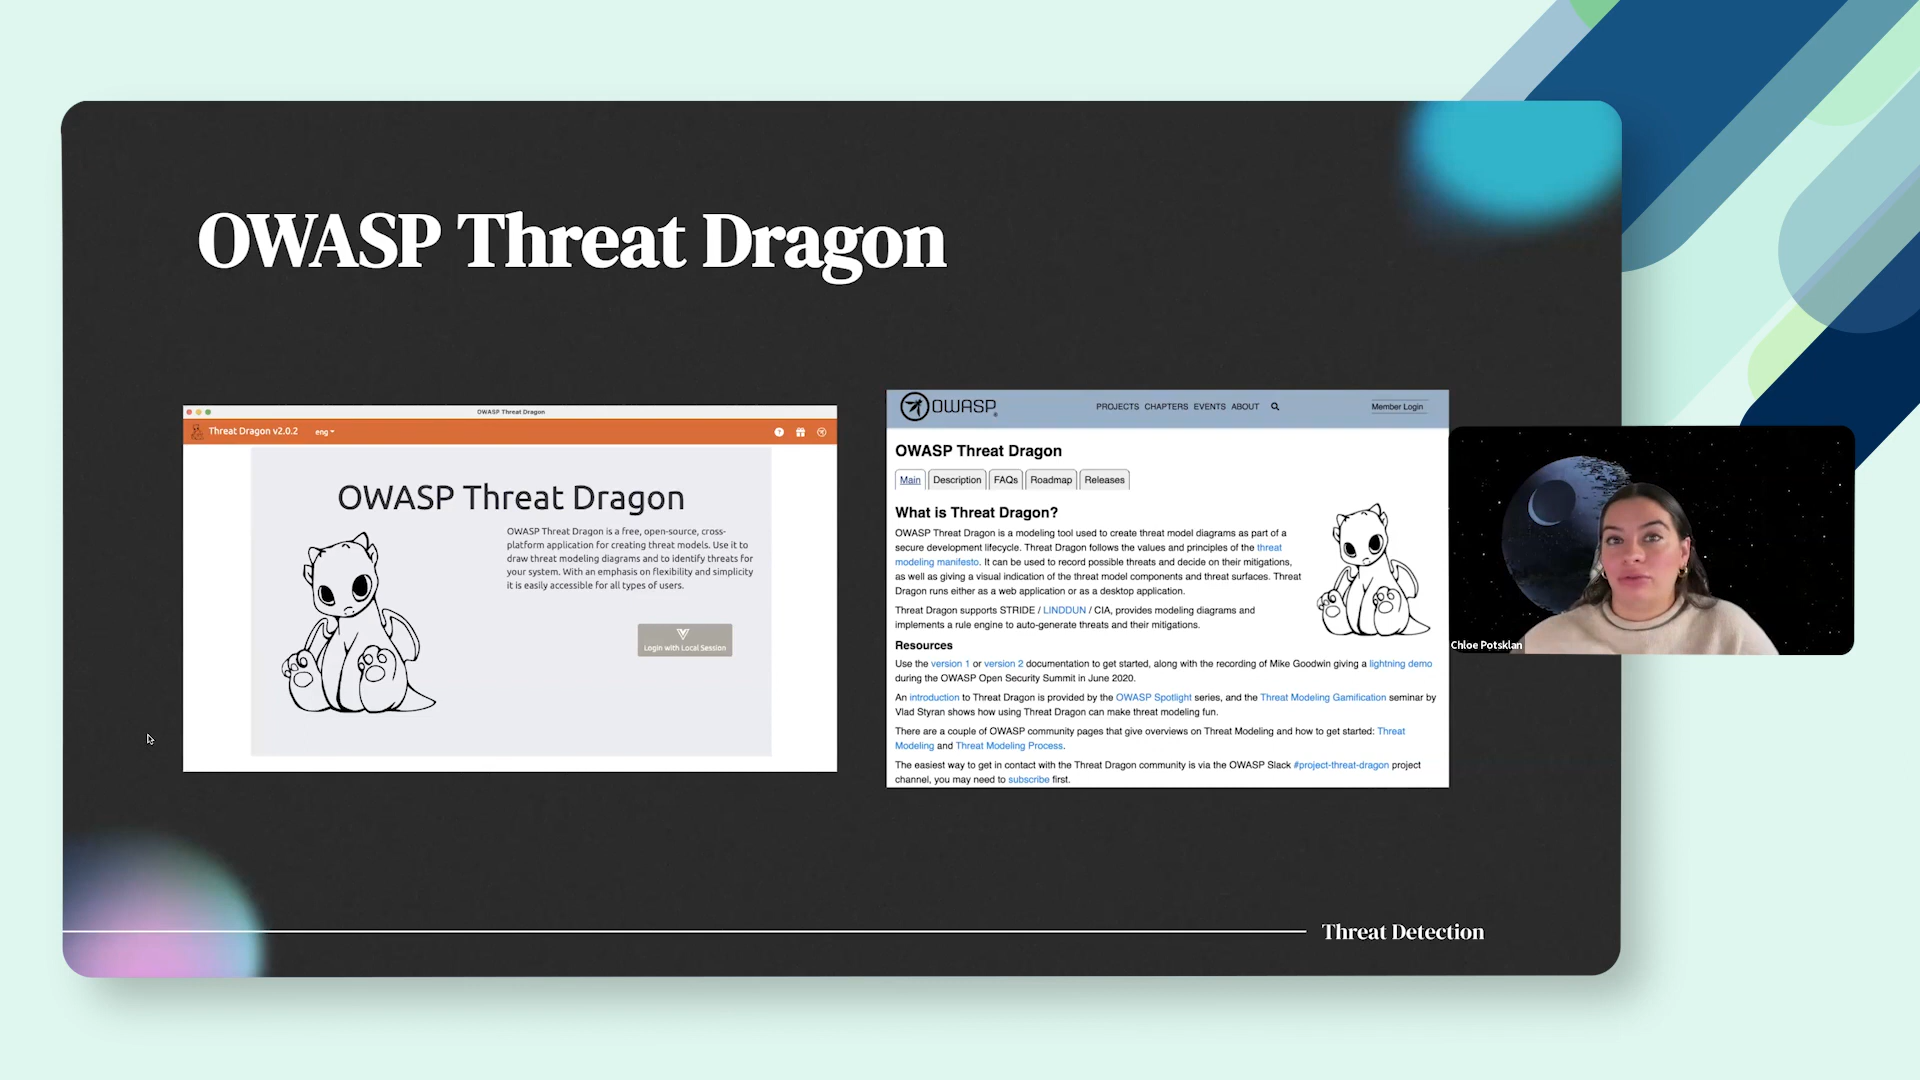 OWASP Threat Dragon
OWASP Threat Dragon
Threat Dragon v2.0.2
eng
OWASP Threat Dragon
OWASP Threat Dragon is a free, open-source, cross-
platform application for creating threat models. Use it to
draw threat modeling diagrams and to identify threats for
your system. With an emphasis on flexibility and simplicity
it is easily accessible for all types of users.
Login with Local Session
OWASP
PROJECTS CHAPTERS EVENTS ABOUT
Member Login
OWASP Threat Dragon
Main
Description
FAQs
Roadmap
Releases
What is Threat Dragon?
OWASP Threat Dragon is a modeling tool used to create threat model diagrams as part of a
secure development lifecycle. Threat Dragon follows the values and principles of the threat
modeling manifesto. It can be used to record possible threats and decide on their mitigations,
as well as giving a visual indication of the threat model components and threat surfaces. Threat
Dragon runs either as a web application or as a desktop application.
Threat Dragon supports STRIDE / LINDDUN / CIA, provides modeling diagrams and
implements a rule engine to auto-generate threats and their mitigations.
Resources
Use the version 1 or version 2 documentation to get started, along with the recording of Mike Goodwin giving a lightning demo
during the OWASP Open Security Summit in June 2020.
An introduction to Threat Dragon is provided by the OWASP Spotlight series, and the Threat Modeling Gamification seminar by
Vlad Styran shows how using Threat Dragon can make threat modeling fun.
There are a couple of OWASP community pages that give overviews on Threat Modeling and how to get started: Threat
Modeling and Threat Modeling Process.
The easiest way to get in contact with the Threat Dragon community is via the OWASP Slack #project-threat-dragon project
channel, you may need to subscribe first.
Chloe Potsklan
Threat Detection